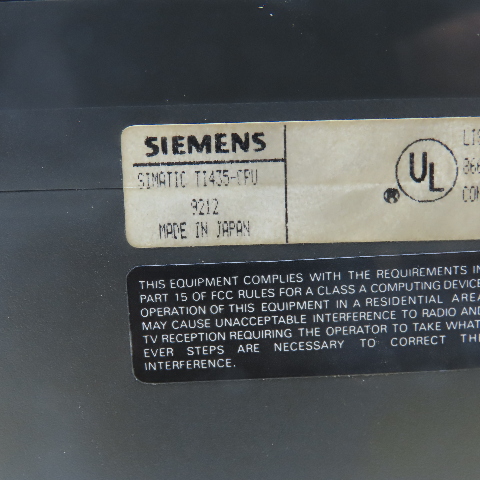 SIEMENS
SIMATIC TI435-CPU
9212
MADE IN JAPAN
UL
®
THIS EQUIPMENT COMPLIES WITH THE REQUIREMENTS IN
PART 15 OF FCC RULES FOR A CLASS A COMPUTING DEVICE
OPERATION OF THIS EQUIPMENT IN A RESIDENTIAL AREA
MAY CAUSE UNACCEPTABLE INTERFERENCE TO RADIO AND
TV RECEPTION REQUIRING THE OPERATOR TO TAKE WHAT
EVER STEPS ARE NECESSARY TO CORRECT THE
INTERFERENCE.